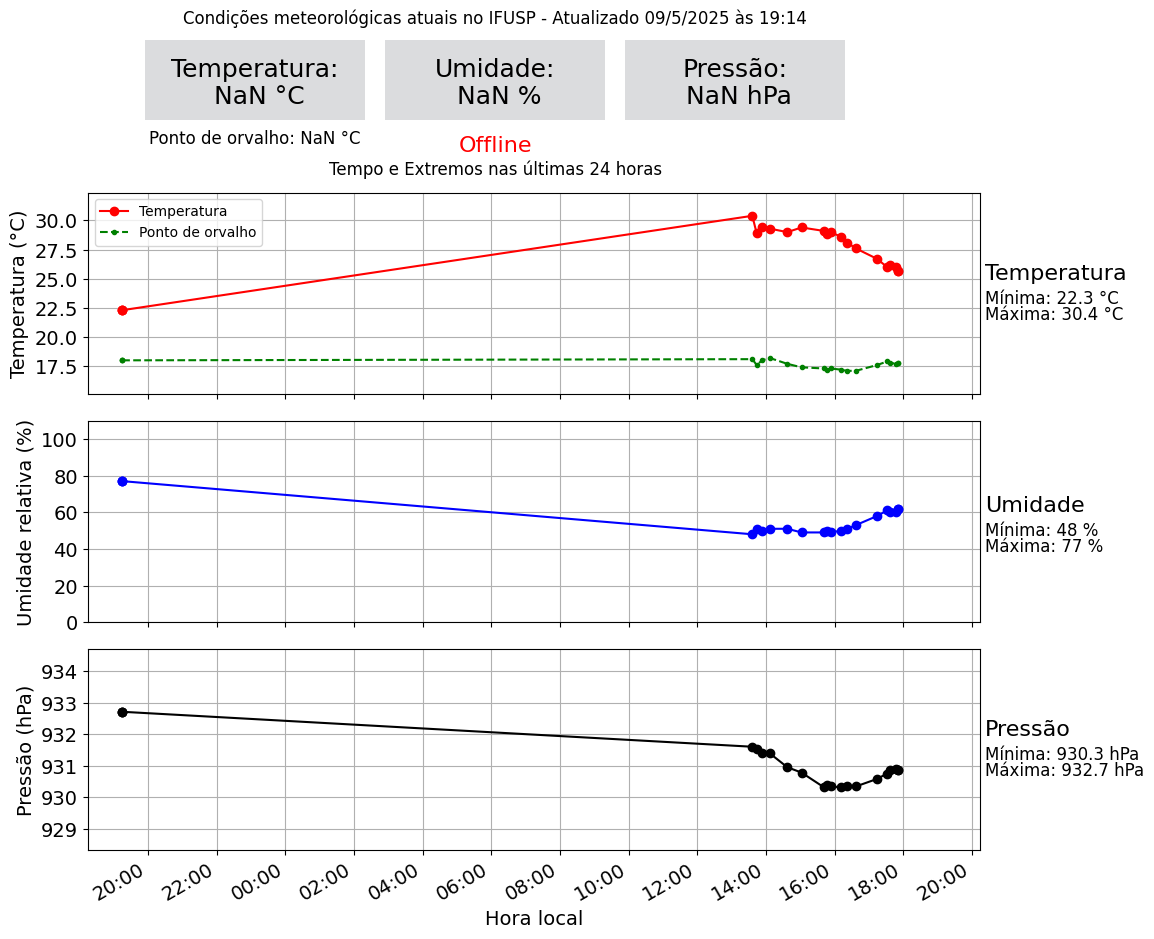 Condições meteorológicas atuais no IFUSP - Atualizado 09/5/2025 às 19:14
Temperatura:
NaN °C
Umidade:
NaN %
Pressão:
NaN hPa
Ponto de orvalho: NaN °C
Offline
Tempo e Extremos nas últimas 24 horas
Temperatura (°C)
30.0
27.5
25.0
22.5
20.0
17.5
Temperatura
Ponto de orvalho
Temperatura
Mínima: 22.3 °C
Máxima: 30.4 °C
Umidade relativa (%)
100
80
60
40
20
0
Umidade
Mínima: 48 %
Máxima: 77 %
Pressão (hPa)
934
933
932
931
930
929
Pressão
Mínima: 930.3 hPa
Máxima: 932.7 hPa
20:00 22:00 00:00 02:00 04:00 06:00 08:00 10:00 12:00 14:00 16:00 18:00 20:00
Hora local